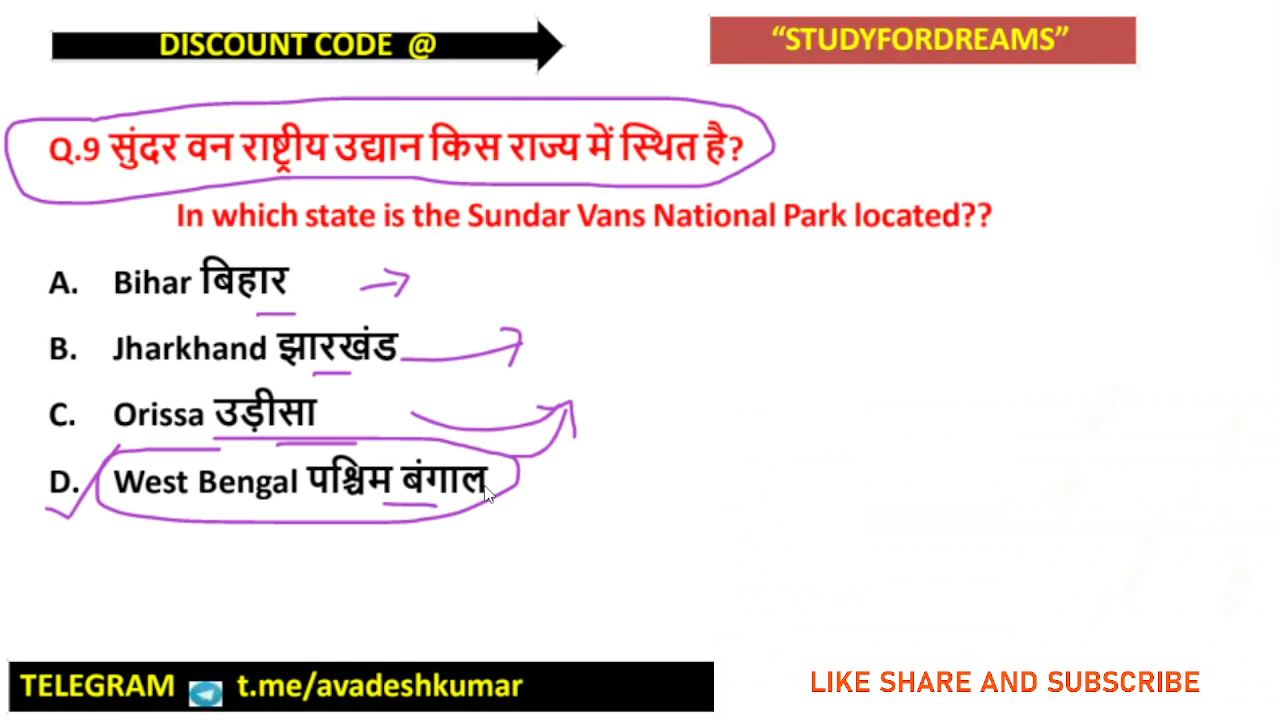 DISCOUNT CODE @
"STUDYFORDREAMS"
Q.9 सुंदर वन राष्ट्रीय उद्यान किस राज्य में स्थित है?
In which state is the Sundar Vans National Park located??
A. Bihar बिहार
B. Jharkhand झारखंड
C. Orissa उड़ीसा
D. West Bengal पश्चिम बंगाल
TELEGRAM t.me/avadeshkumar
LIKE SHARE AND SUBSCRIBE